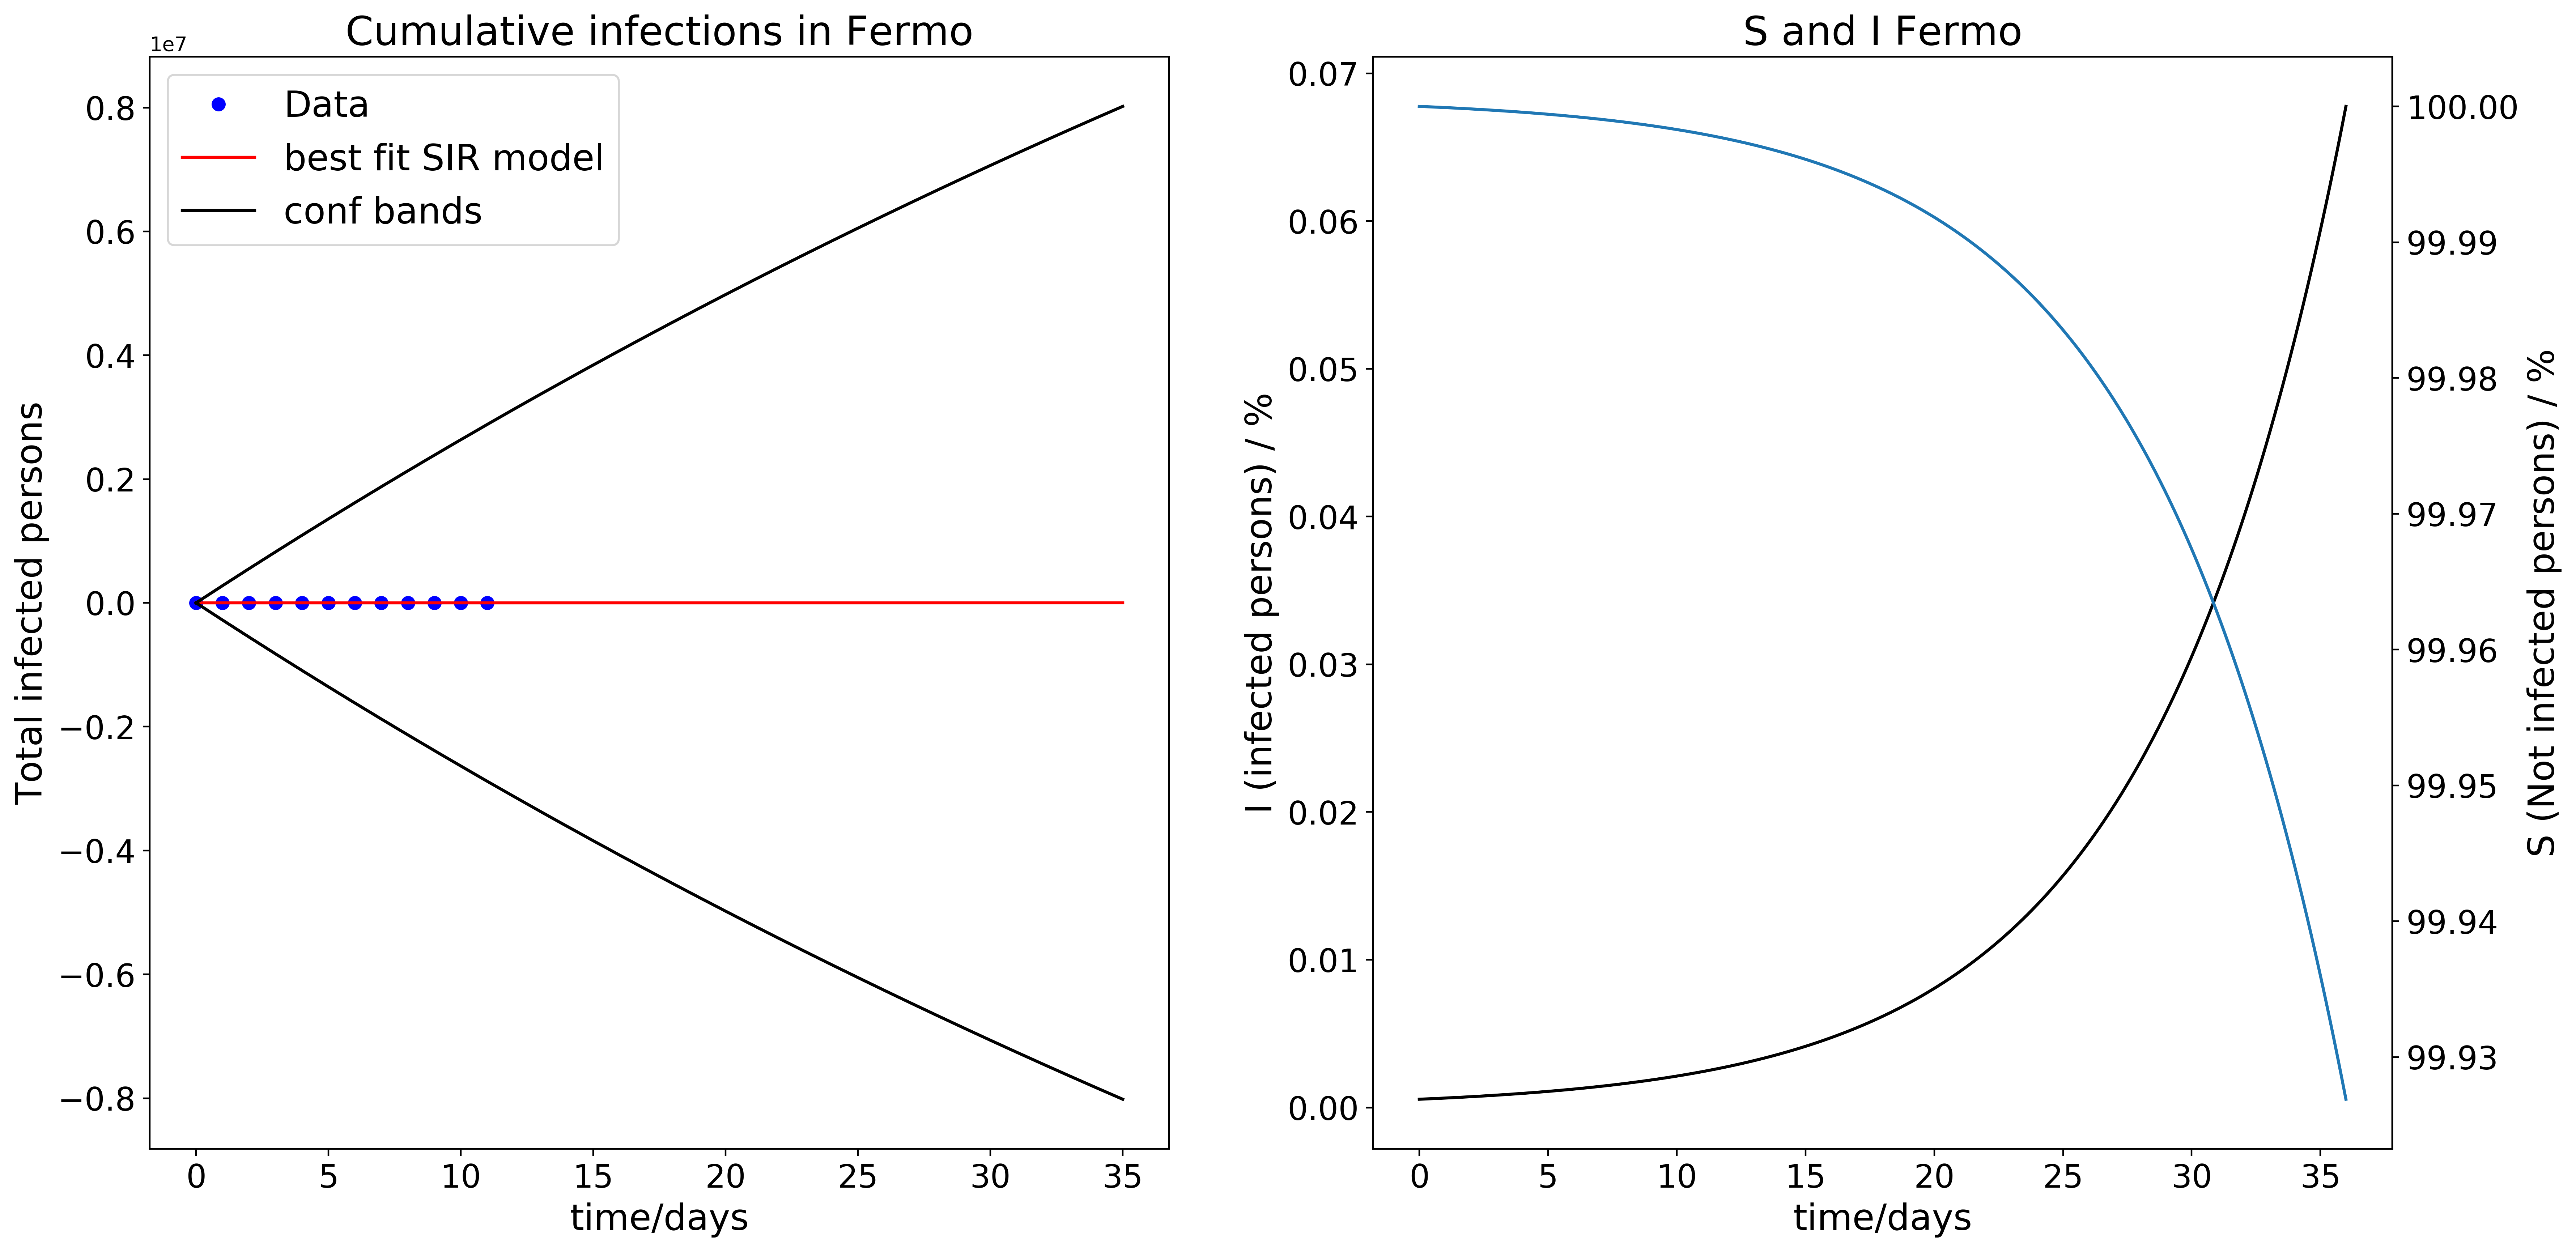 Cumulative infections in Fermo
1e7
Data
best fit SIR model
conf bands
0.8
0.6
0.4
0.2
0.0
−0.2
−0.4
−0.6
−0.8
Total infected persons
0 5 10 15 20 25 30 35
time/days
S and I Fermo
0.07
0.06
0.05
0.04
0.03
0.02
0.01
0.00
I (infected persons) / %
100.00
99.99
99.98
99.97
99.96
99.95
99.94
99.93
S (Not infected persons) / %
0 5 10 15 20 25 30 35
time/days